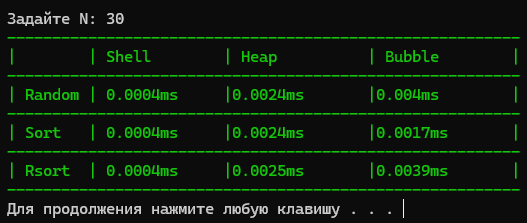 Задайте N: 30
| | Shell | Heap | Bubble |
| Random | 0.0004ms |0.0024ms |0.004ms |
| Sort | 0.0004ms |0.0024ms |0.0017ms |
| Rsort | 0.0004ms |0.0025ms |0.0039ms |
Для продолжения нажмите любую клавишу . . .